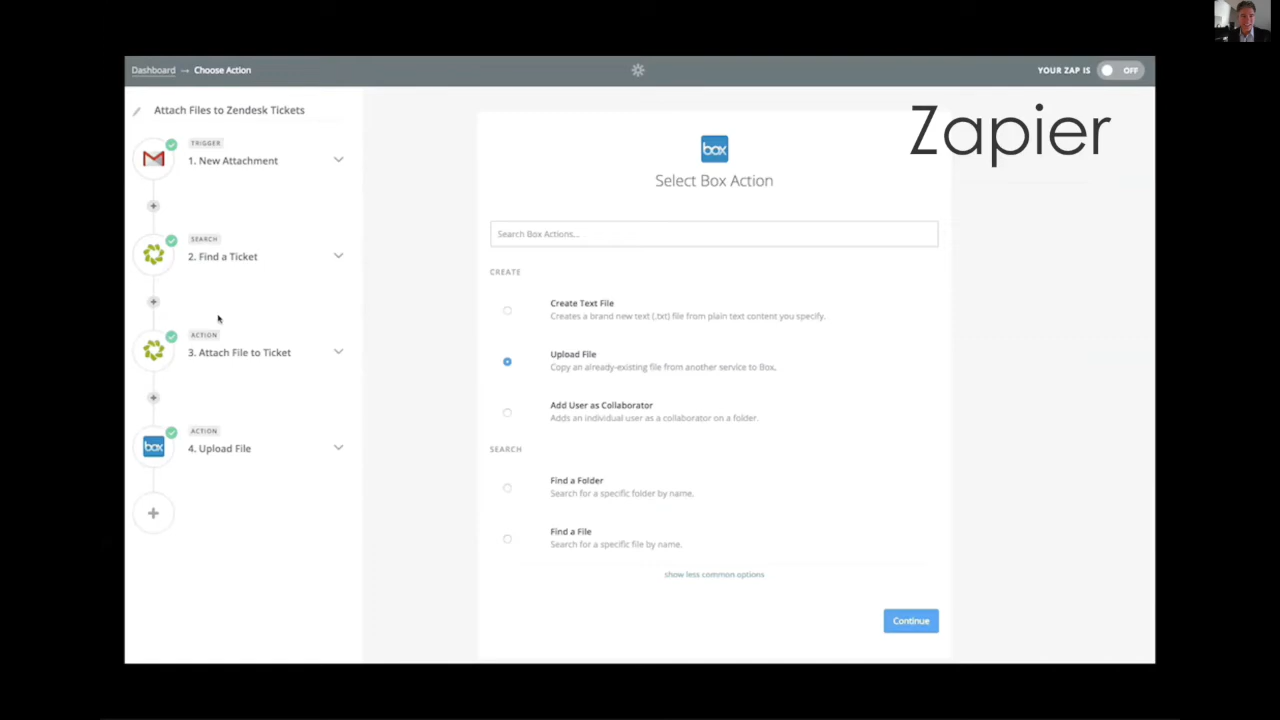 Dashboard → Choose Action
YOUR ZAP IS OFF
Attach Files to Zendesk Tickets
TRIGGER
1. New Attachment
SEARCH
2. Find a Ticket
ACTION
3. Attach File to Ticket
ACTION
box
4. Upload File
Zapier
box
Select Box Action
Search Box Actions...
CREATE
Create Text File
Creates a brand new text (.txt) file from plain text content you specify.
Upload File
Copy an already-existing file from another service to Box.
Add User as Collaborator
Adds an individual user as a collaborator on a folder.
SEARCH
Find a Folder
Search for a specific folder by name.
Find a File
Search for a specific file by name.
show less common options
Continue